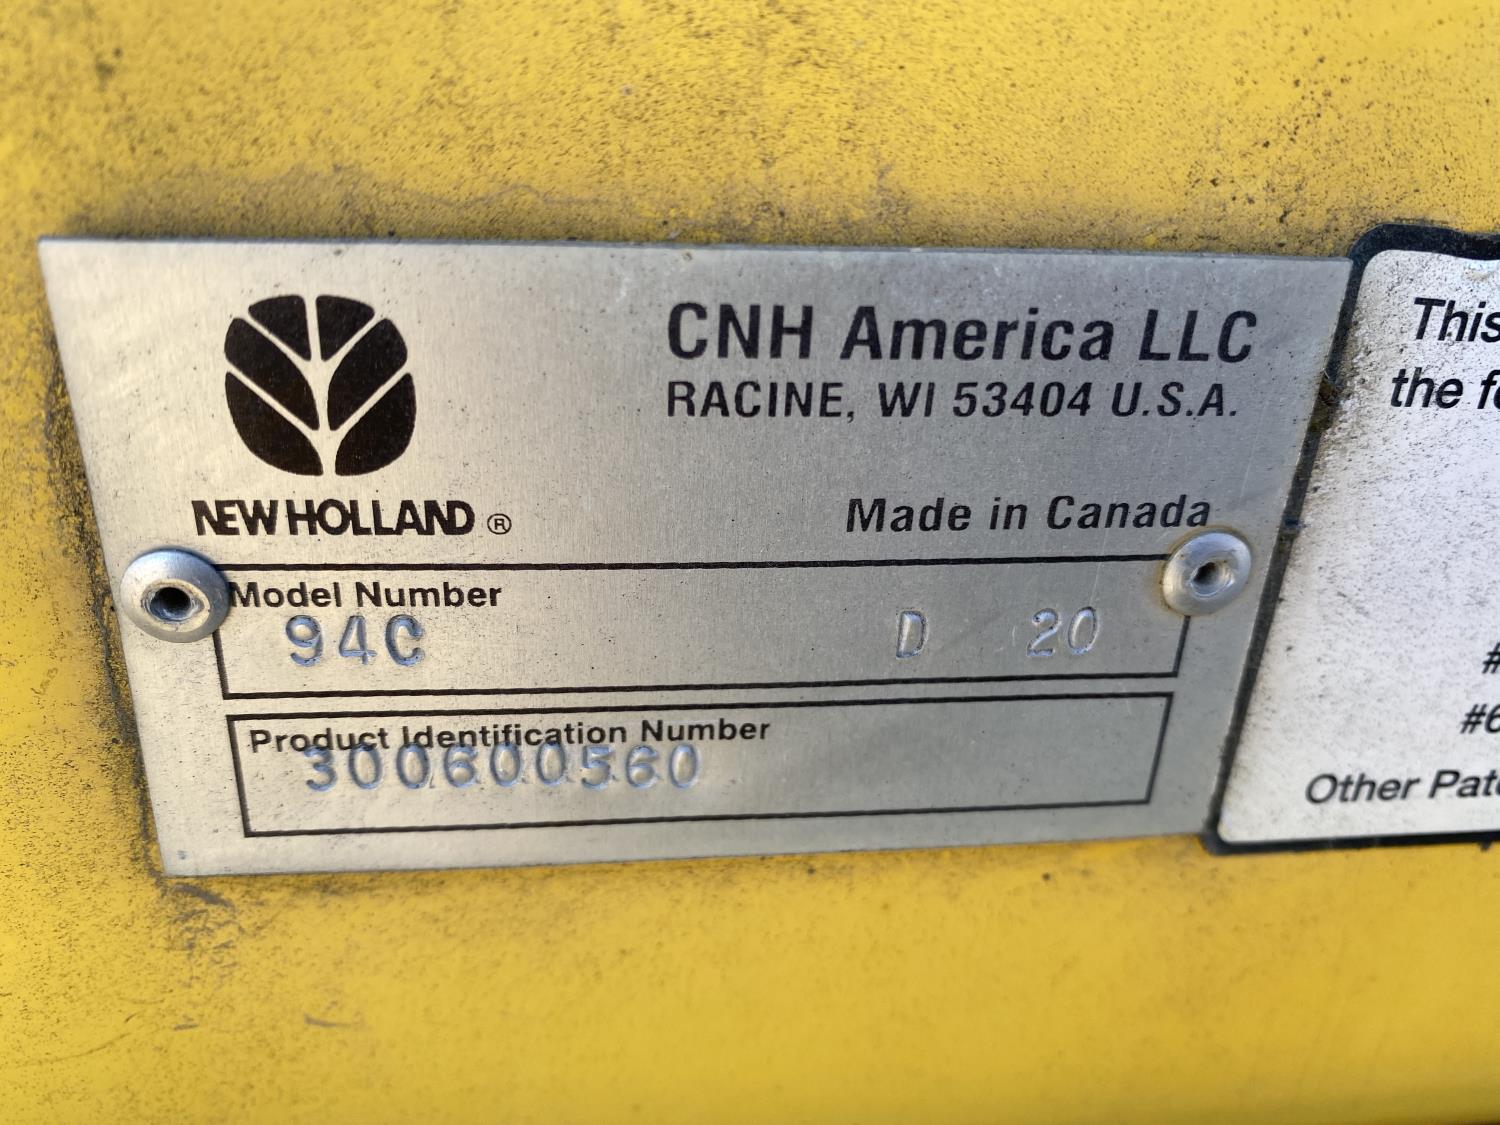 CNH America LLC
RACINE, WI 53404 U.S.A.
NEW HOLLAND ®
Made in Canada
Model Number
94C D 20
Product Identification Number
300600560
This
the
#
#6
Other